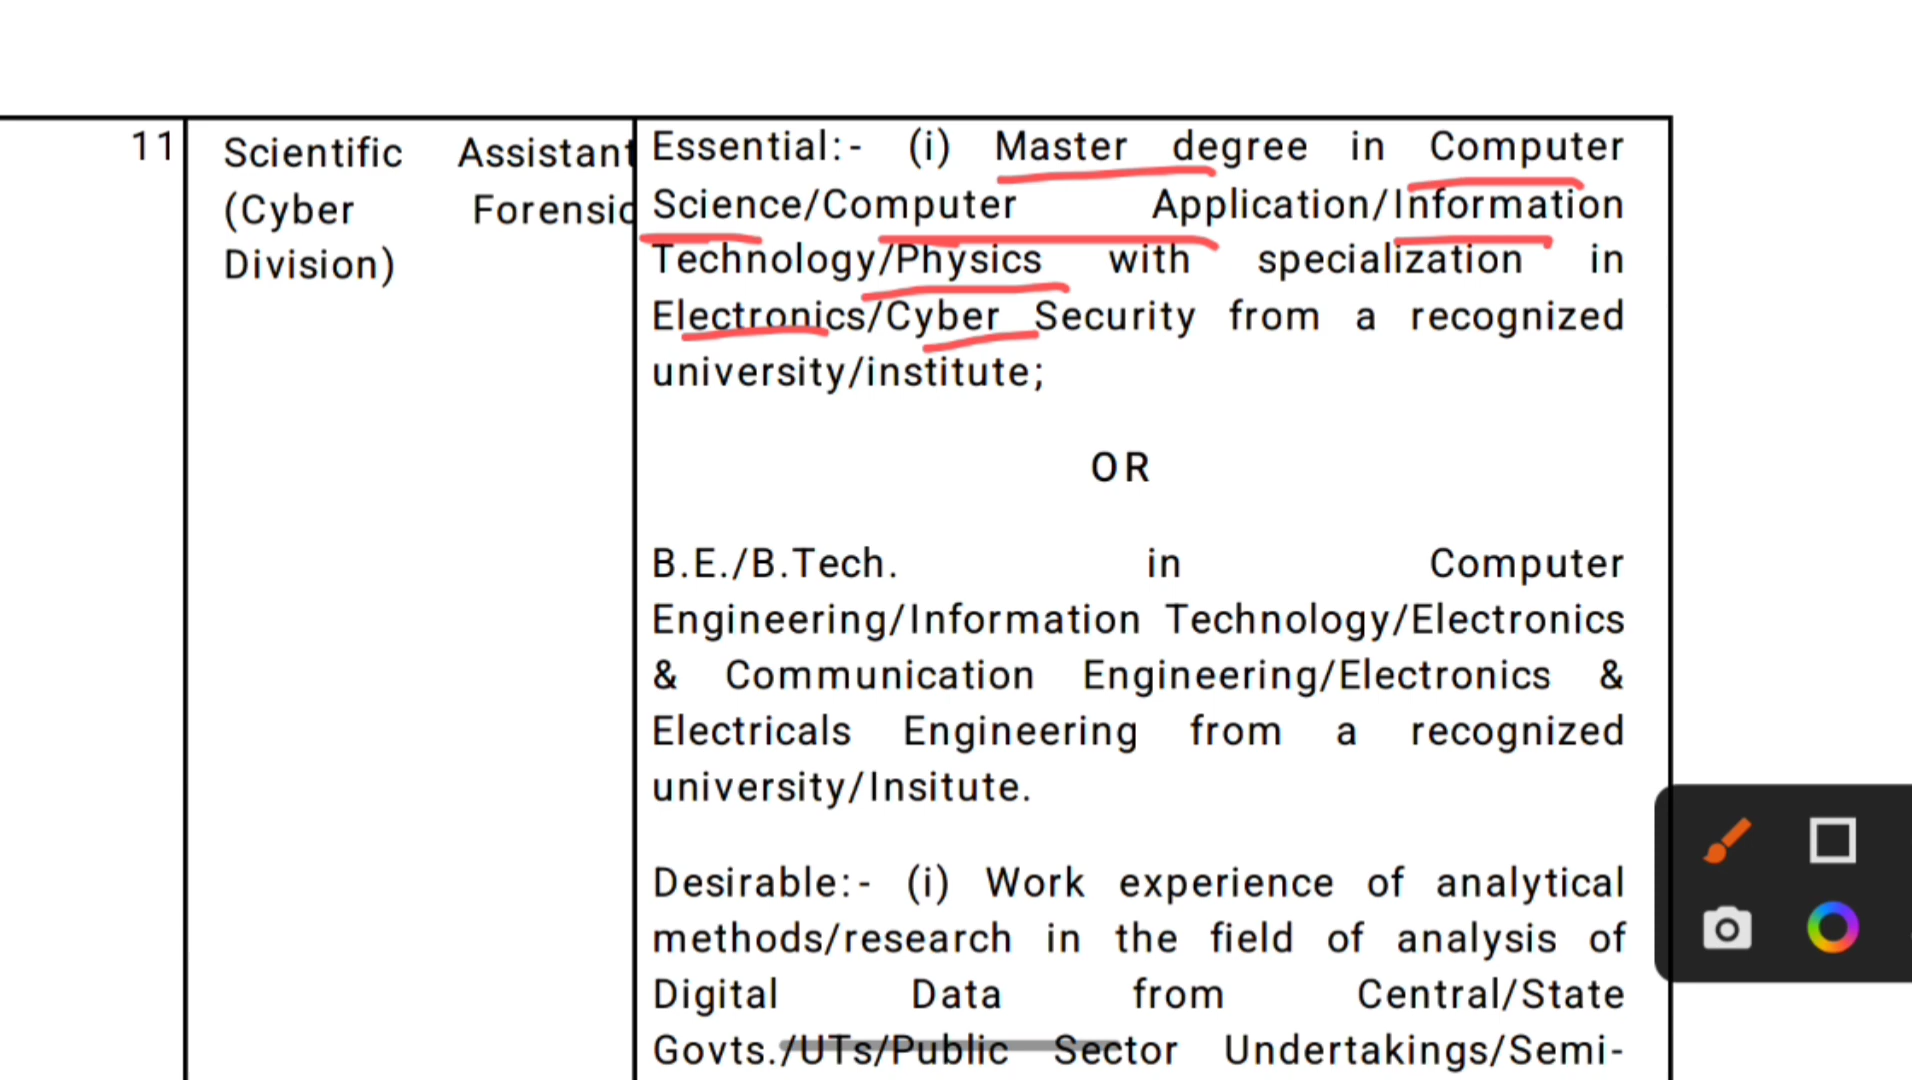 11
Scientific Assistant
(Cyber Forensic
Division)
Essential:- (i) Master degree in Computer
Science/Computer Application/Information
Technology/Physics with specialization in
Electronics/Cyber Security from a recognized
university/institute;
OR
B.E./B.Tech. in Computer
Engineering/Information Technology/Electronics
& Communication Engineering/Electronics &
Electricals Engineering from a recognized
university/Insitute.
Desirable:- (i) Work experience of analytical
methods/research in the field of analysis of
Digital Data from Central/State
Govts./UTs/Public Sector Undertakings/Semi-